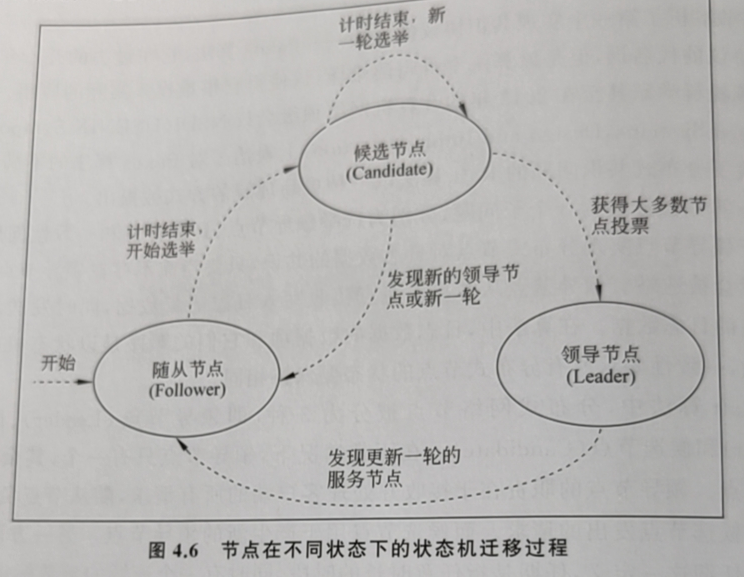 计时结束，新
一轮选举
候选节点
(Candidate)
计时结束，
开始选举
获得大多数节
点投票
发现新的领导节
点或新一轮
开始
随从节点
(Follower)
领导节点
(Leader)
发现更新一轮的
服务节点
图 4.6 节点在不同状态下的状态机迁移过程